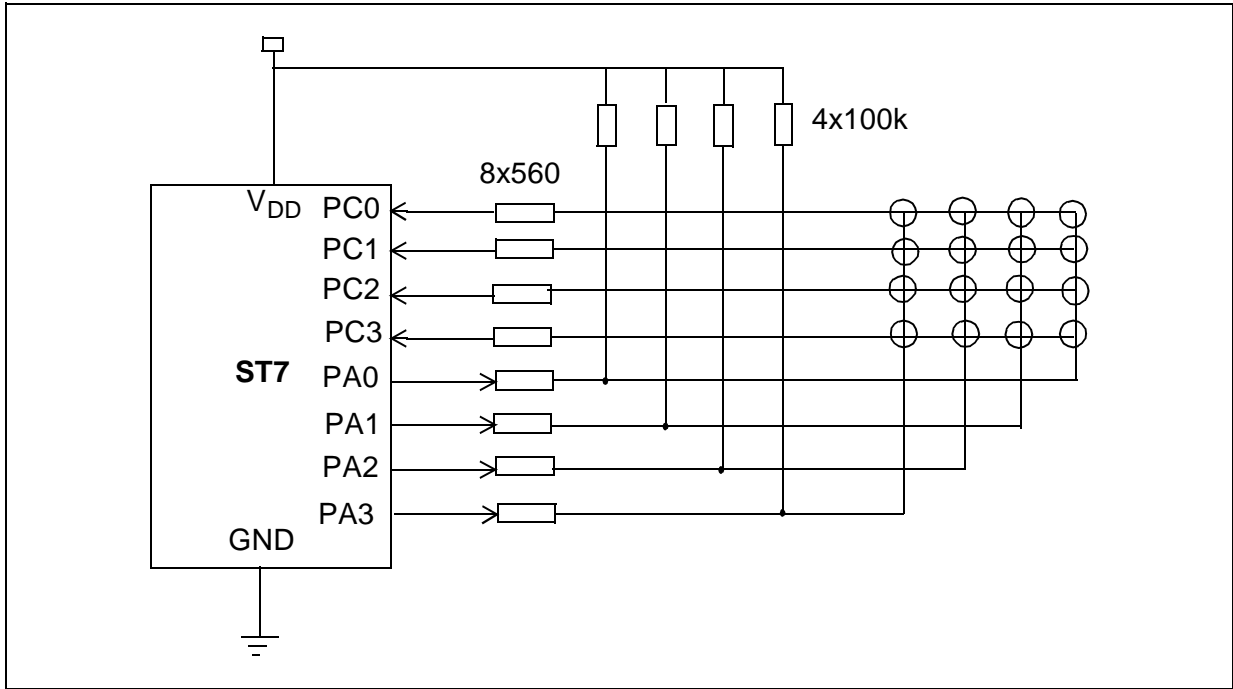 4x100k
8x560
VDD
PC0
PC1
PC2
PC3
ST7
PA0
PA1
PA2
PA3
GND